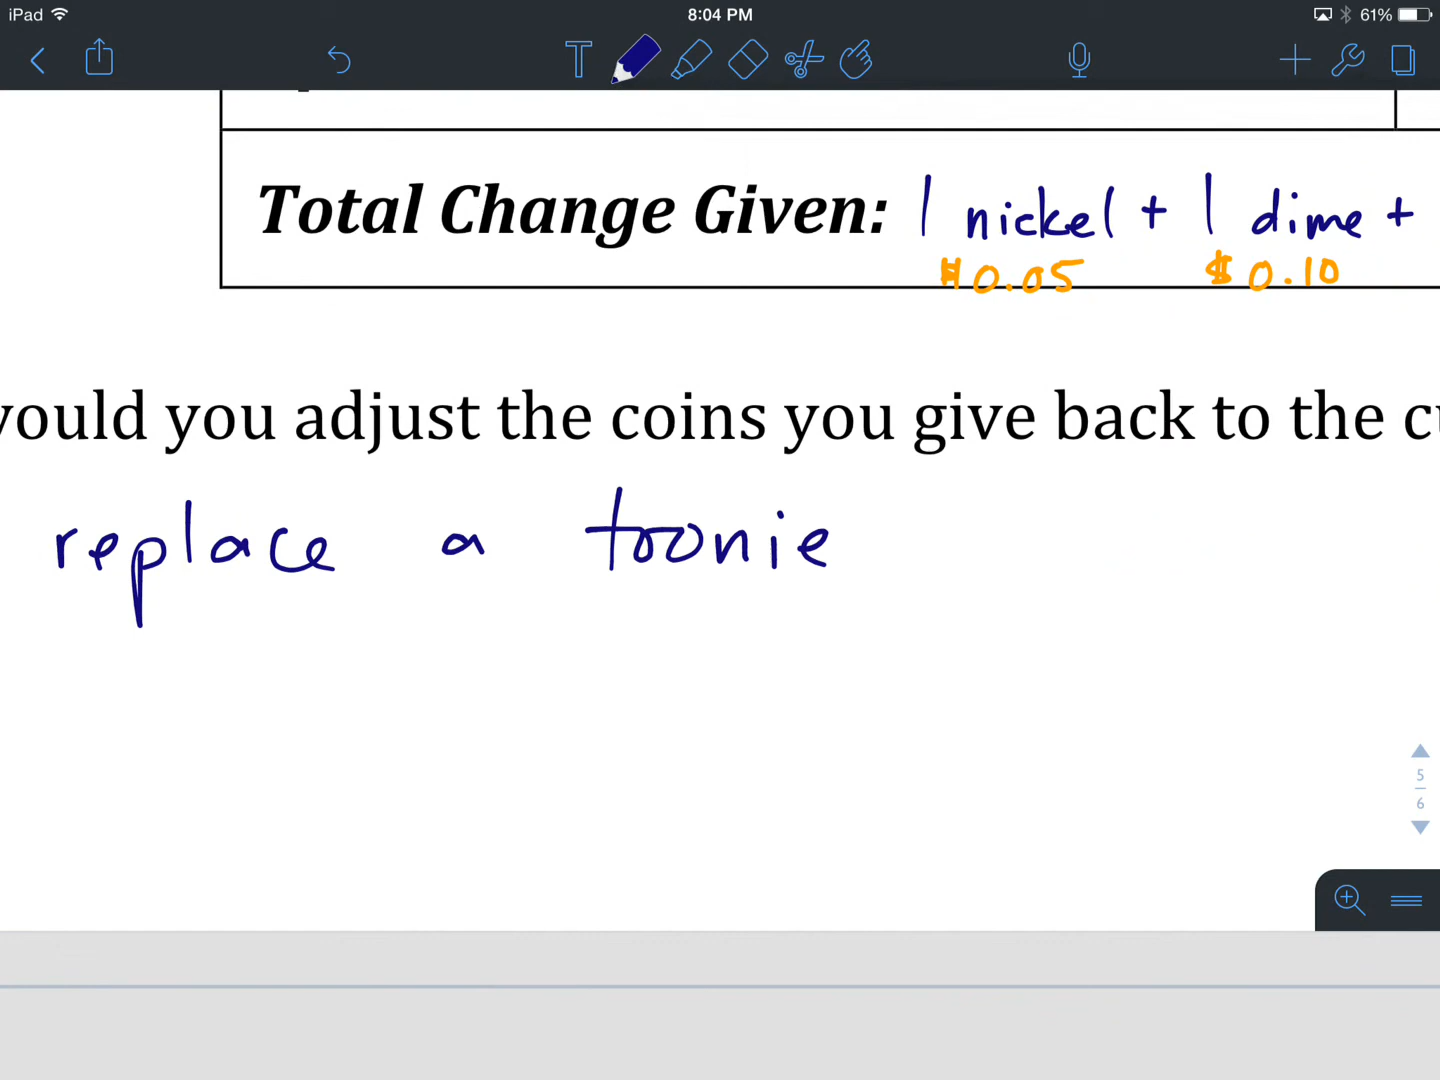 iPad 8:04 PM 61%
T
Total Change Given: 1 nickel + 1 dime +
$0.05 $0.10
would you adjust the coins you give back to the cu
replace a toonie
5
6